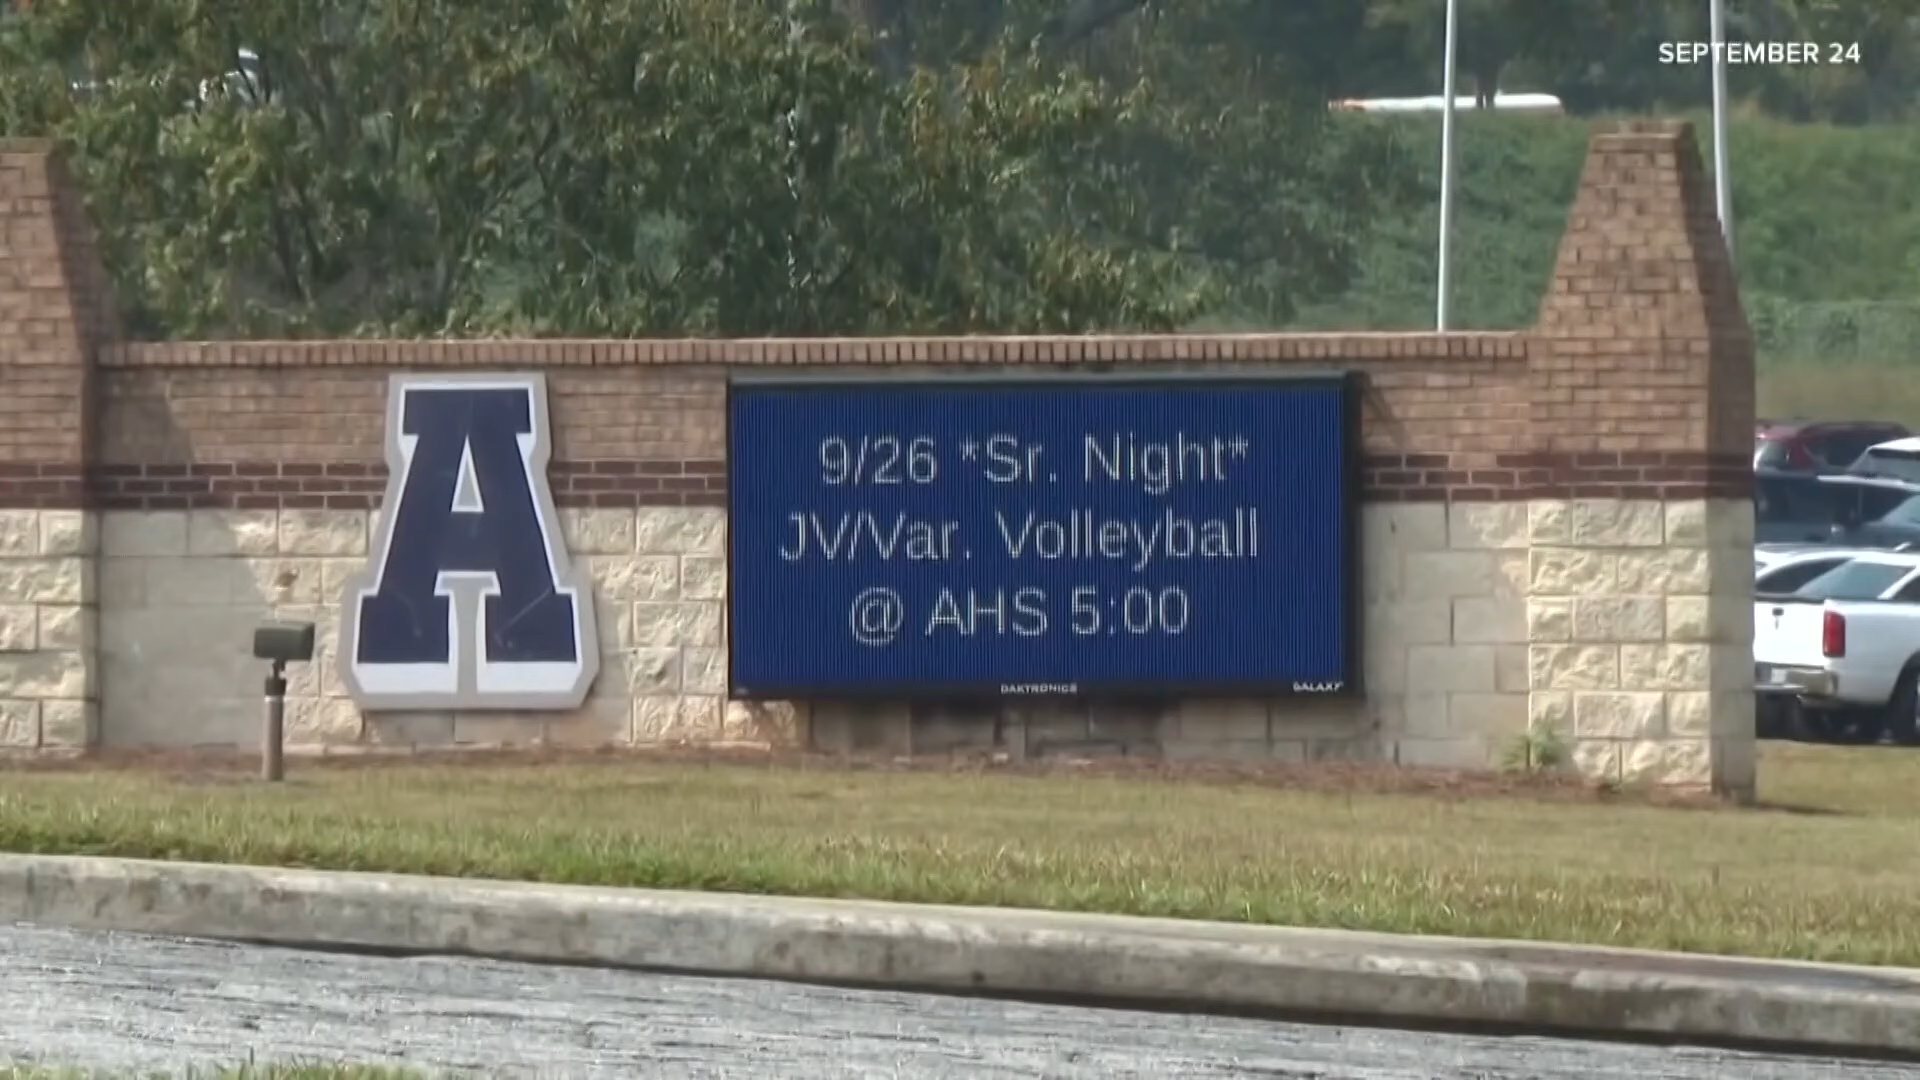 SEPTEMBER 24
A
9/26 *Sr. Night*
JV/Var. Volleyball
@ AHS 5:00
DAKTRONICS
GALAXY